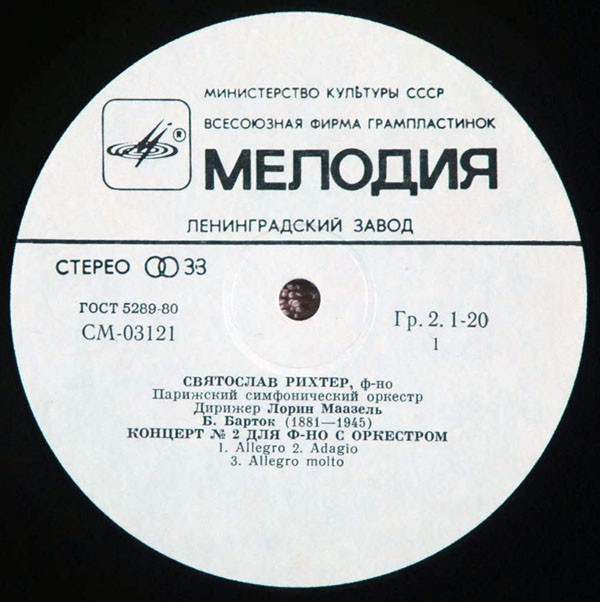 МИНИСТЕРСТВО КУЛЬТУРЫ СССР
ВСЕСОЮЗНАЯ ФИРМА ГРАМПЛАСТИНОК
®
МЕЛОДИЯ
ЛЕНИНГРАДСКИЙ ЗАВОД
СТЕРЕО 33
ГОСТ 5289-80
СМ-03121
Гр. 2. 1-20
1
СВЯТОСЛАВ РИХТЕР, ф-но
Парижский симфонический оркестр
Дирижер Лорин Маазель
Б. Барток (1881—1945)
КОНЦЕРТ № 2 ДЛЯ Ф-НО С ОРКЕСТРОМ
1. Allegro 2. Adagio
3. Allegro molto